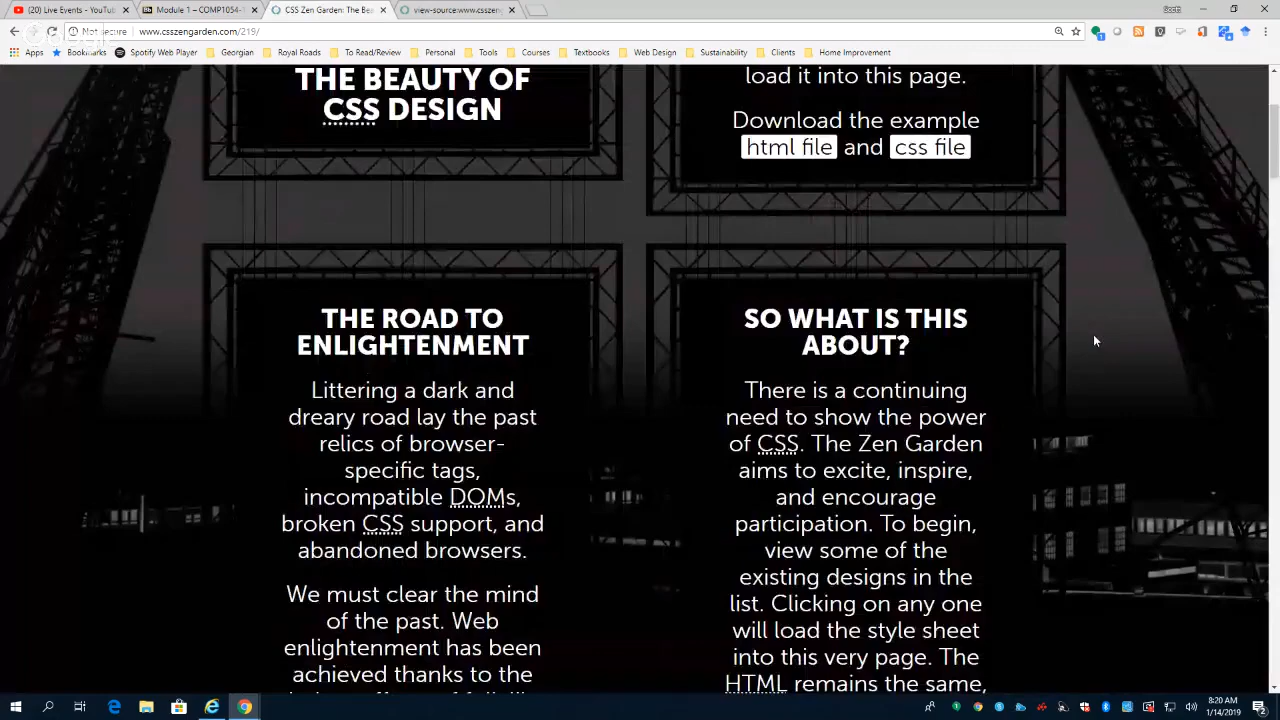 (20) Live Events - YouTub
Module 1 – COMP1054-1
CSS Zen Garden: The Bea
view-source:www.csszeng
Not secure
www.csszengarden.com/219/
Apps
Bookmarks
Spotify Web Player
Georgian
Royal Roads
To Read/Review
Personal
Tools
Courses
Textbooks
Web Design
Sustainability
Clients
Home Improvement
THE BEAUTY OF
CSS DESIGN
load it into this page.
Download the example
html file and css file
THE ROAD TO
ENLIGHTENMENT
Littering a dark and
dreary road lay the past
relics of browser-
specific tags,
incompatible DOMs,
broken CSS support, and
abandoned browsers.
We must clear the mind
of the past. Web
enlightenment has been
achieved thanks to the
SO WHAT IS THIS
ABOUT?
There is a continuing
need to show the power
of CSS. The Zen Garden
aims to excite, inspire,
and encourage
participation. To begin,
view some of the
existing designs in the
list. Clicking on any one
will load the style sheet
into this very page. The
HTML remains the same,
8:20 AM
1/14/2019